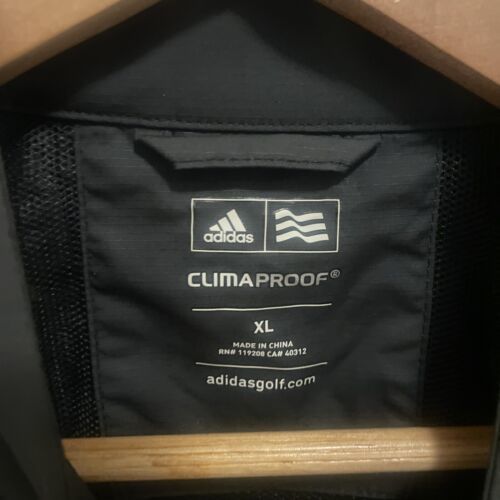 adidas
CLIMAPROOF®
XL
MADE IN CHINA
RN# 119208 CA# 40312
adidasgolf.com